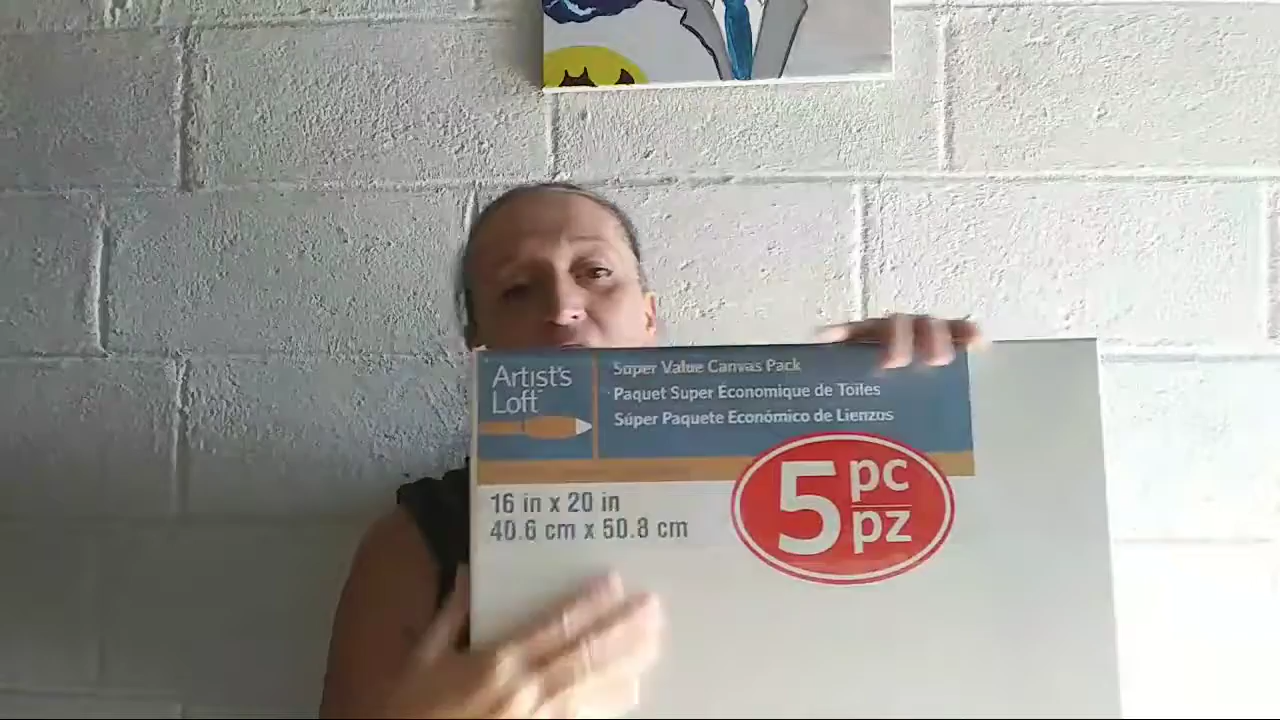 Artist's
Loft
Super Value Canvas Pack
Paquet Super Économique de Toiles
Súper Paquete Económico de Lienzos
16 in x 20 in
40.6 cm x 50.8 cm
5 pc
pz